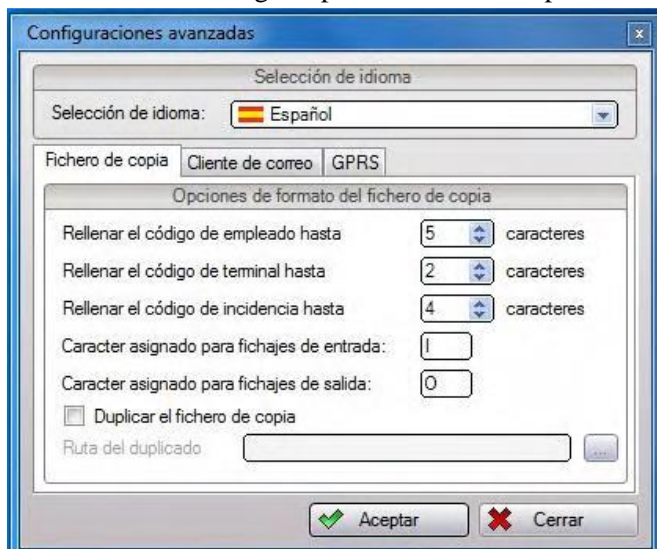 Configuraciones avanzadas
Selección de idioma
Selección de idioma: Español
Fichero de copia Cliente de correo GPRS
Opciones de formato del fichero de copia
Rellenar el código de empleado hasta 5 caracteres
Rellenar el código de terminal hasta 2 caracteres
Rellenar el código de incidencia hasta 4 caracteres
Caracter asignado para fichajes de entrada: I
Caracter asignado para fichajes de salida: O
Duplicar el fichero de copia
Ruta del duplicado ...
Aceptar Cerrar